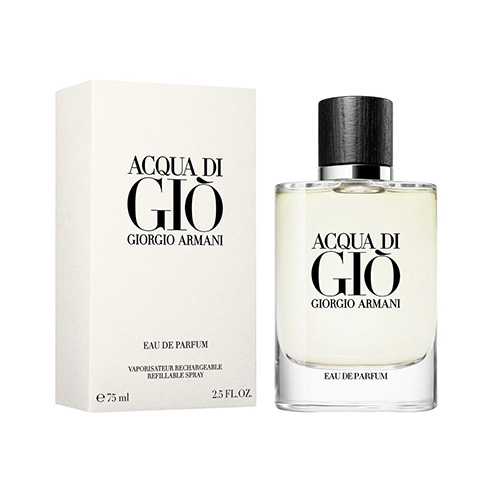 ACQUA DI
GIÒ
GIORGIO ARMANI
EAU DE PARFUM
VAPORISATEUR RECHARGEABLE
REFILLABLE SPRAY
℮ 75 ml 2.5 FL.OZ.
ACQUA DI
GIÒ
GIORGIO ARMANI
EAU DE PARFUM